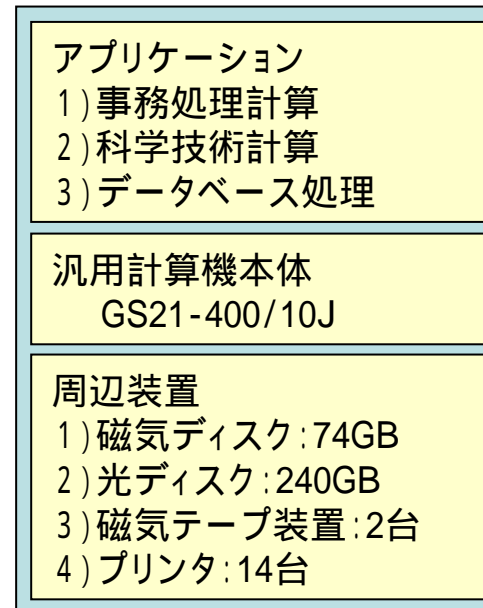 アプリケーション
1)事務処理計算
2)科学技術計算
3)データベース処理
汎用計算機本体
GS21-400/10J
周辺装置
1)磁気ディスク:74GB
2)光ディスク:240GB
3)磁気テープ装置:2台
4)プリンタ:14台